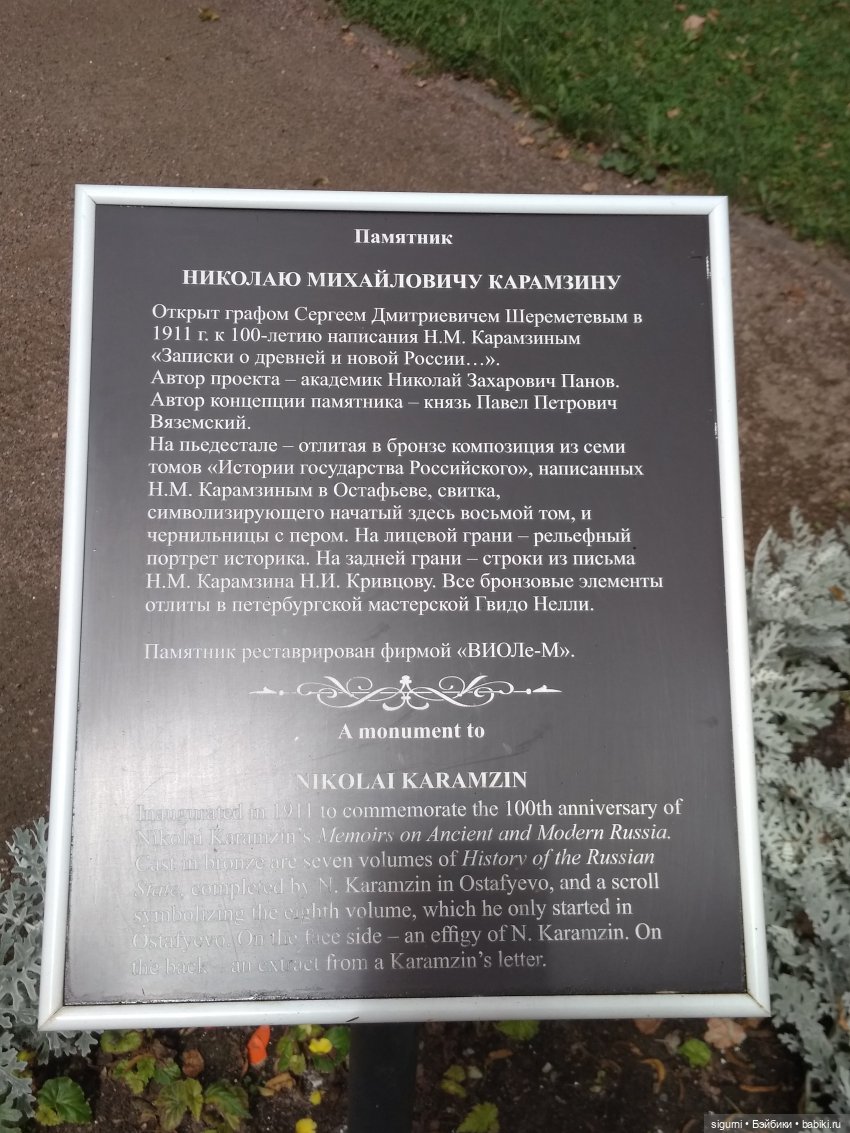 Памятник
НИКОЛАЮ МИХАЙЛОВИЧУ КАРАМЗИНУ
Открыт графом Сергеем Дмитриевичем Шереметевым в
1911 г. к 100-летию написания Н.М. Карамзиным
«Записки о древней и новой России…».
Автор проекта – академик Николай Захарович Панов.
Автор концепции памятника – князь Павел Петрович
Вяземский.
На пьедестале – отлитая в бронзе композиция из семи
томов «Истории государства Российского», написанных
Н.М. Карамзиным в Остафьеве, свитка,
символизирующего начатый здесь восьмой том, и
чернильницы с пером. На лицевой грани – рельефный
портрет историка. На задней грани – строки из письма
Н.М. Карамзина Н.И. Кривцову. Все бронзовые элементы
отлиты в петербургской мастерской Гвидо Нелли.
Памятник реставрирован фирмой «ВИОЛе-М».
A monument to
NIKOLAI KARAMZIN
Inaugurated in 1911 to commemorate the 100th anniversary of
Nikolai Karamzin's Memoirs on Ancient and Modern Russia.
Cast in bronze are seven volumes of History of the Russian
State, completed by N. Karamzin in Ostafyevo, and a scroll
symbolizing the eighth volume, which he only started in
Ostafyevo. On the face side – an effigy of N. Karamzin. On
the back – an extract from a Karamzin's letter.
sigumi • Бэйбики • babiki.ru